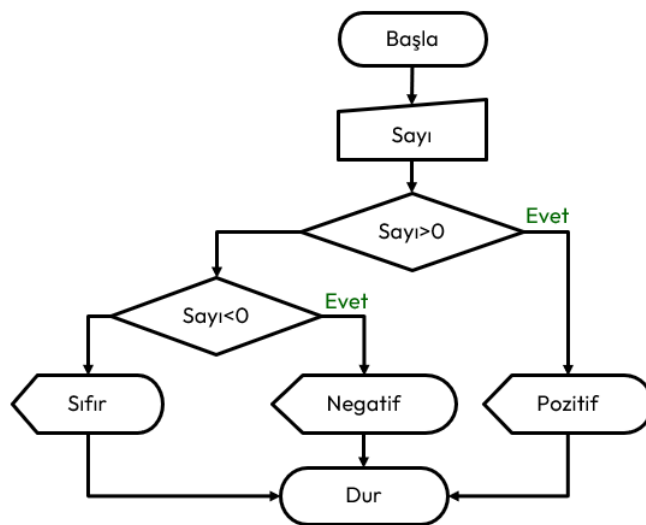 Başla
Sayı
Sayı>0
Evet
Sayı<0
Evet
Sıfır
Negatif
Pozitif
Dur